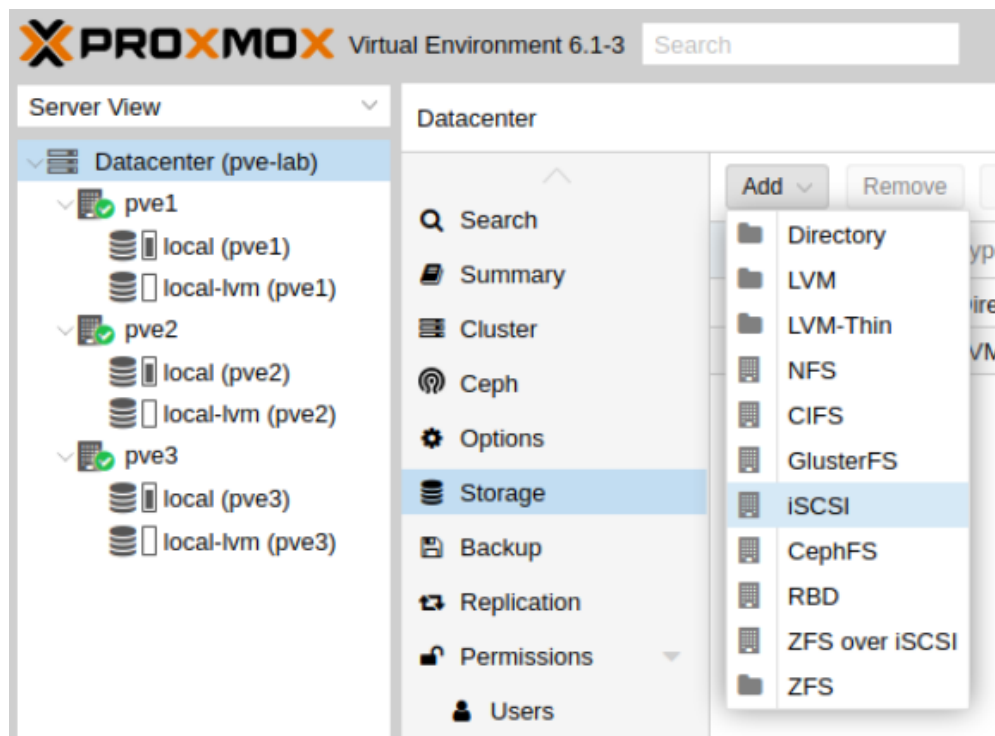 PROXMOX Virtual Environment 6.1-3 Search
Server View
Datacenter (pve-lab)
pve1
local (pve1)
local-lvm (pve1)
pve2
local (pve2)
local-lvm (pve2)
pve3
local (pve3)
local-lvm (pve3)
Datacenter
Search
Summary
Cluster
Ceph
Options
Storage
Backup
Replication
Permissions
Users
Add Remove
Directory
LVM
LVM-Thin
NFS
CIFS
GlusterFS
iSCSI
CephFS
RBD
ZFS over iSCSI
ZFS